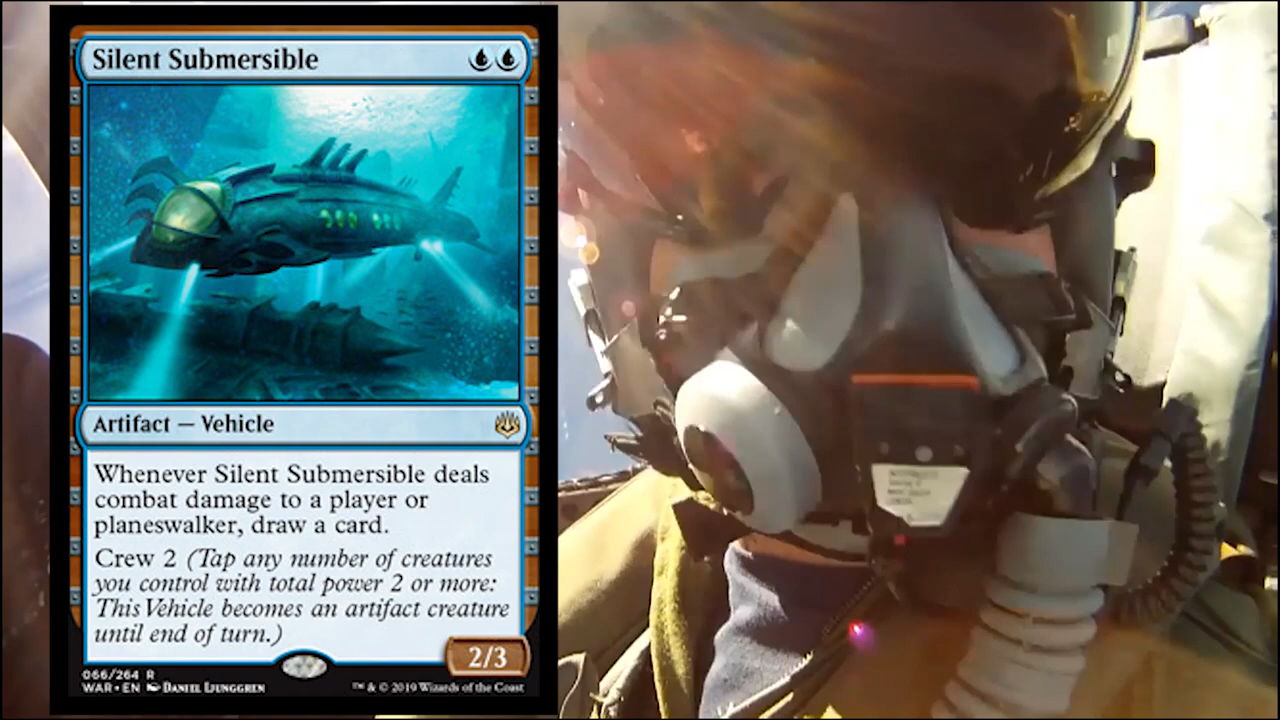 Silent Submersible
Artifact — Vehicle
Whenever Silent Submersible deals
combat damage to a player or
planeswalker, draw a card.
Crew 2 (Tap any number of creatures
you control with total power 2 or more:
This Vehicle becomes an artifact creature
until end of turn.)
2/3
066/264 R
WAR • EN Daniel Ljunggren
™ & © 2019 Wizards of the Coast